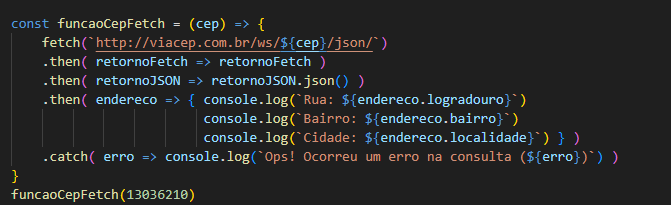 const funcaoCepFetch = (cep) => {
fetch(`http://viacep.com.br/ws/${cep}/json/`)
.then( retornoFetch => retornoFetch )
.then( retornoJSON => retornoJSON.json() )
.then( endereco => { console.log(`Rua: ${endereco.logradouro}`)
console.log(`Bairro: ${endereco.bairro}`)
console.log(`Cidade: ${endereco.localidade}`) } )
.catch( erro => console.log(`Ops! Ocorreu um erro na consulta (${erro})`) )
}
funcaoCepFetch(13036210)